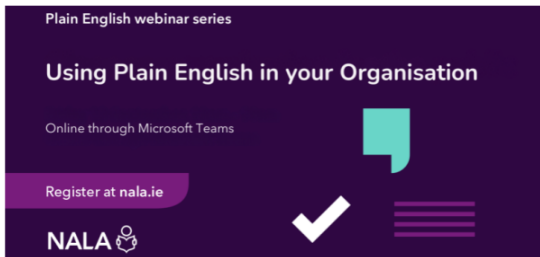 Plain English webinar series
Using Plain English in your Organisation
Online through Microsoft Teams
Register at nala.ie
NALA